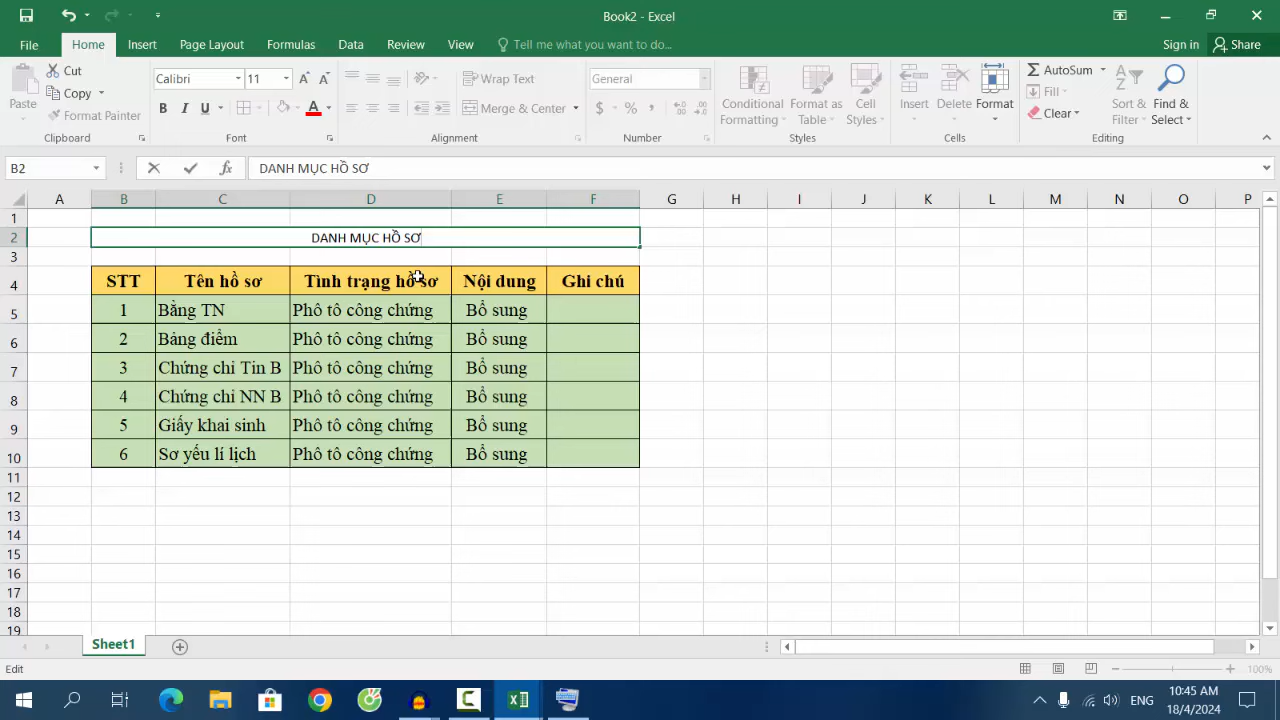 Book2 - Excel
File Home Insert Page Layout Formulas Data Review View Tell me what you want to do... Sign in Share
Paste Cut Copy Format Painter
Calibri 11
B I U A
Wrap Text
Merge & Center
General
$ % ,
Conditional Formatting
Format as Table
Cell Styles
Insert Delete Format
AutoSum Fill Clear
Sort & Filter
Find & Select
Clipboard Font Alignment Number Styles Cells Editing
B2 fx DANH MỤC HỒ SƠ
A B C D E F G H I J K L M N O P
1
2 DANH MỤC HỒ SƠ
3
4 STT Tên hồ sơ Tình trạng hồ sơ Nội dung Ghi chú
5 1 Bằng TN Phô tô công chứng Bổ sung
6 2 Bảng điểm Phô tô công chứng Bổ sung
7 3 Chứng chỉ Tin B Phô tô công chứng Bổ sung
8 4 Chứng chỉ NN B Phô tô công chứng Bổ sung
9 5 Giấy khai sinh Phô tô công chứng Bổ sung
10 6 Sơ yếu lí lịch Phô tô công chứng Bổ sung
11
12
13
14
15
16
17
18
19
Sheet1
Edit 100%
ENG 10:45 AM
18/4/2024